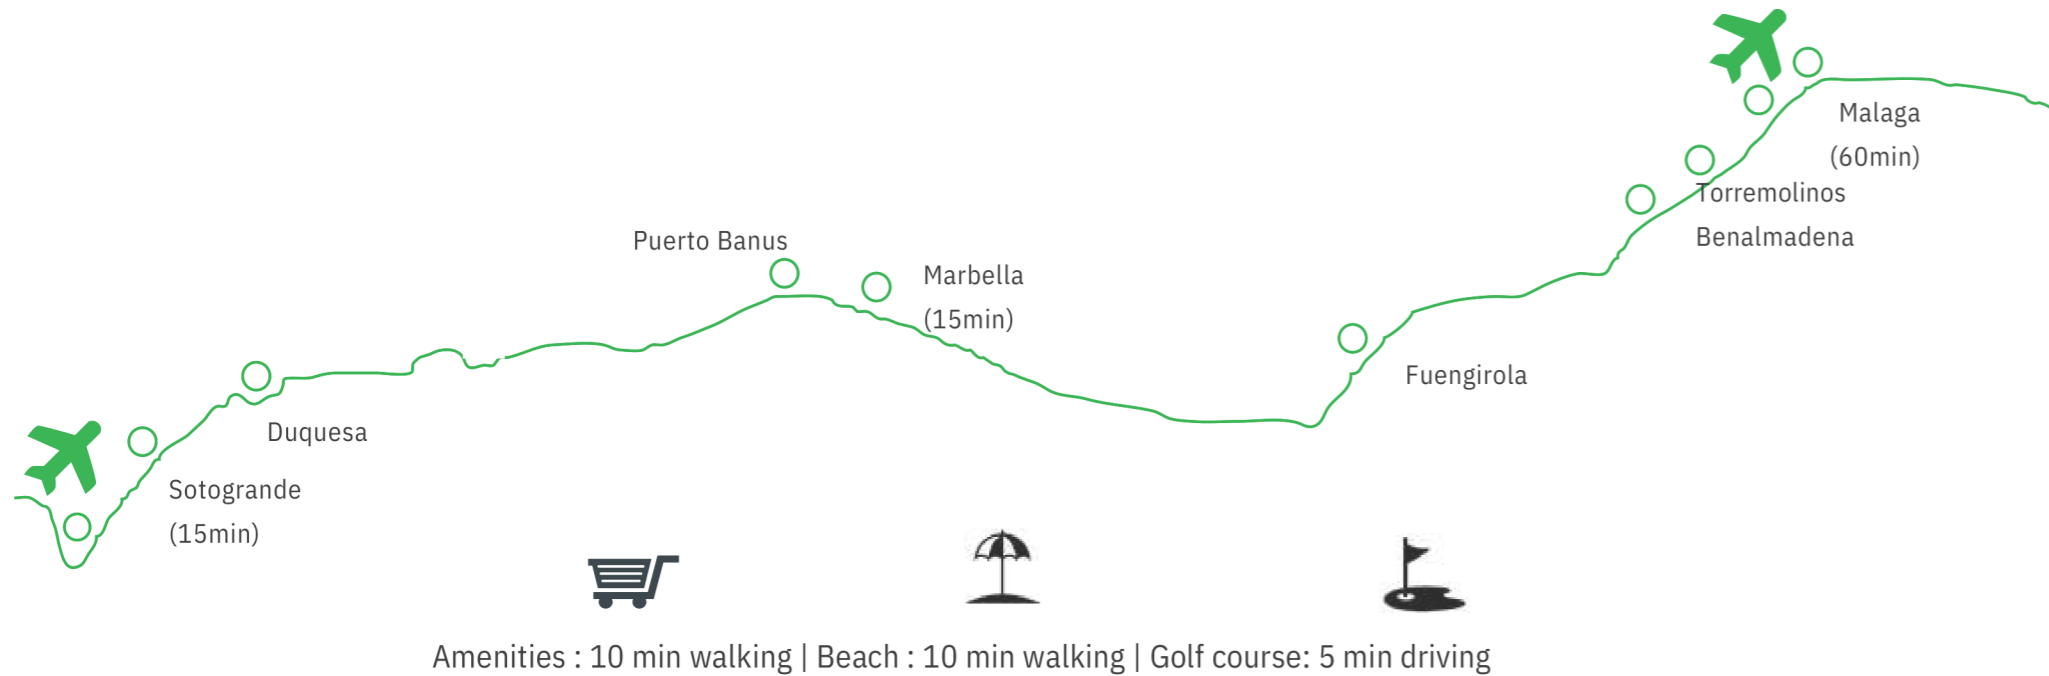 Malaga
(60min)
Torremolinos
Benalmadena
Puerto Banus
Marbella
(15min)
Fuengirola
Duquesa
Sotogrande
(15min)
Amenities : 10 min walking | Beach : 10 min walking | Golf course: 5 min driving